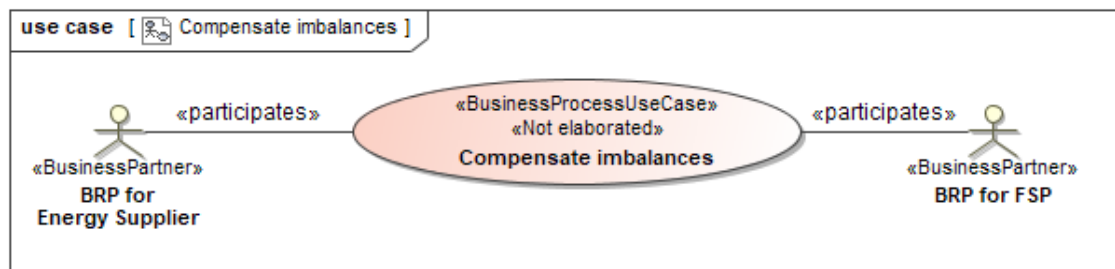 use case [ Compensate imbalances ]
«participates»
«BusinessProcessUseCase»
«Not elaborated»
Compensate imbalances
«participates»
«BusinessPartner»
BRP for
Energy Supplier
«BusinessPartner»
BRP for FSP